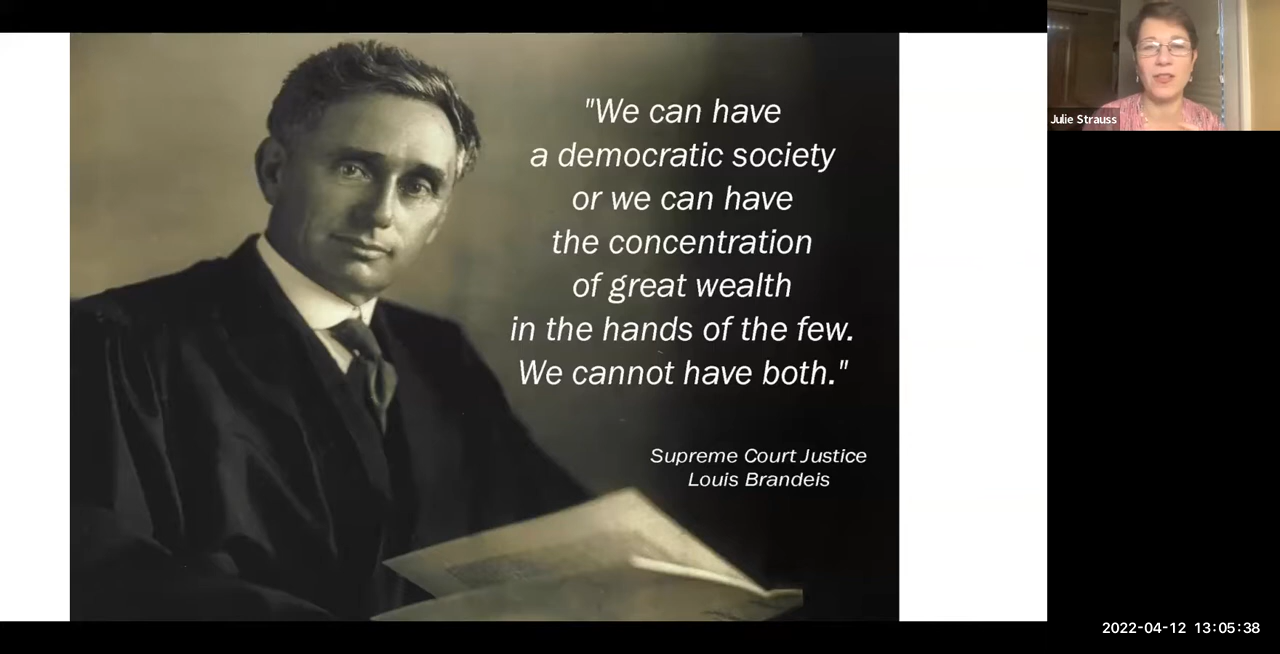 "We can have
a democratic society
or we can have
the concentration
of great wealth
in the hands of the few.
We cannot have both."
Supreme Court Justice
Louis Brandeis
Julie Strauss
2022-04-12 13:05:38